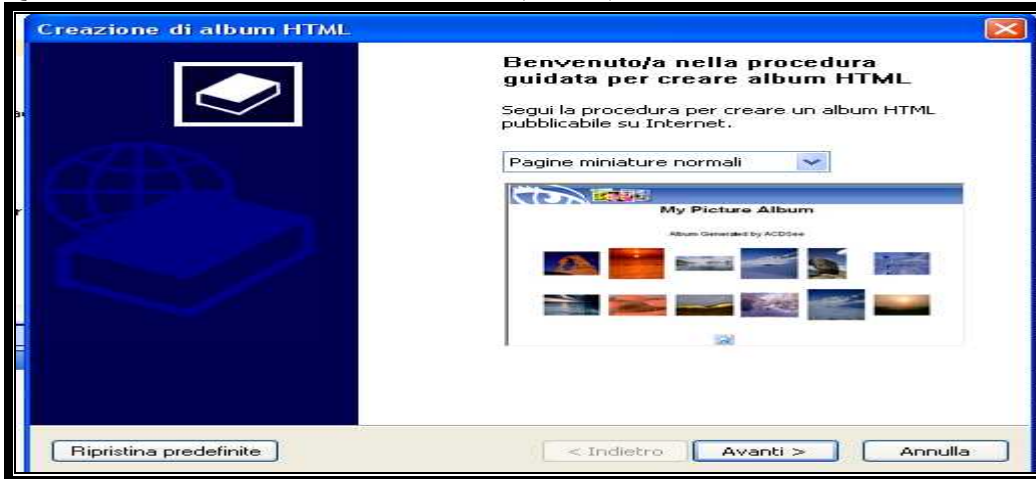 Creazione di album HTML
Benvenuto/a nella procedura
guidata per creare album HTML
Segui la procedura per creare un album HTML
pubblicabile su Internet.
Pagine miniature normali
My Picture Album
Album Generated by ACDSee
Ripristina predefinite
< Indietro
Avanti >
Annulla